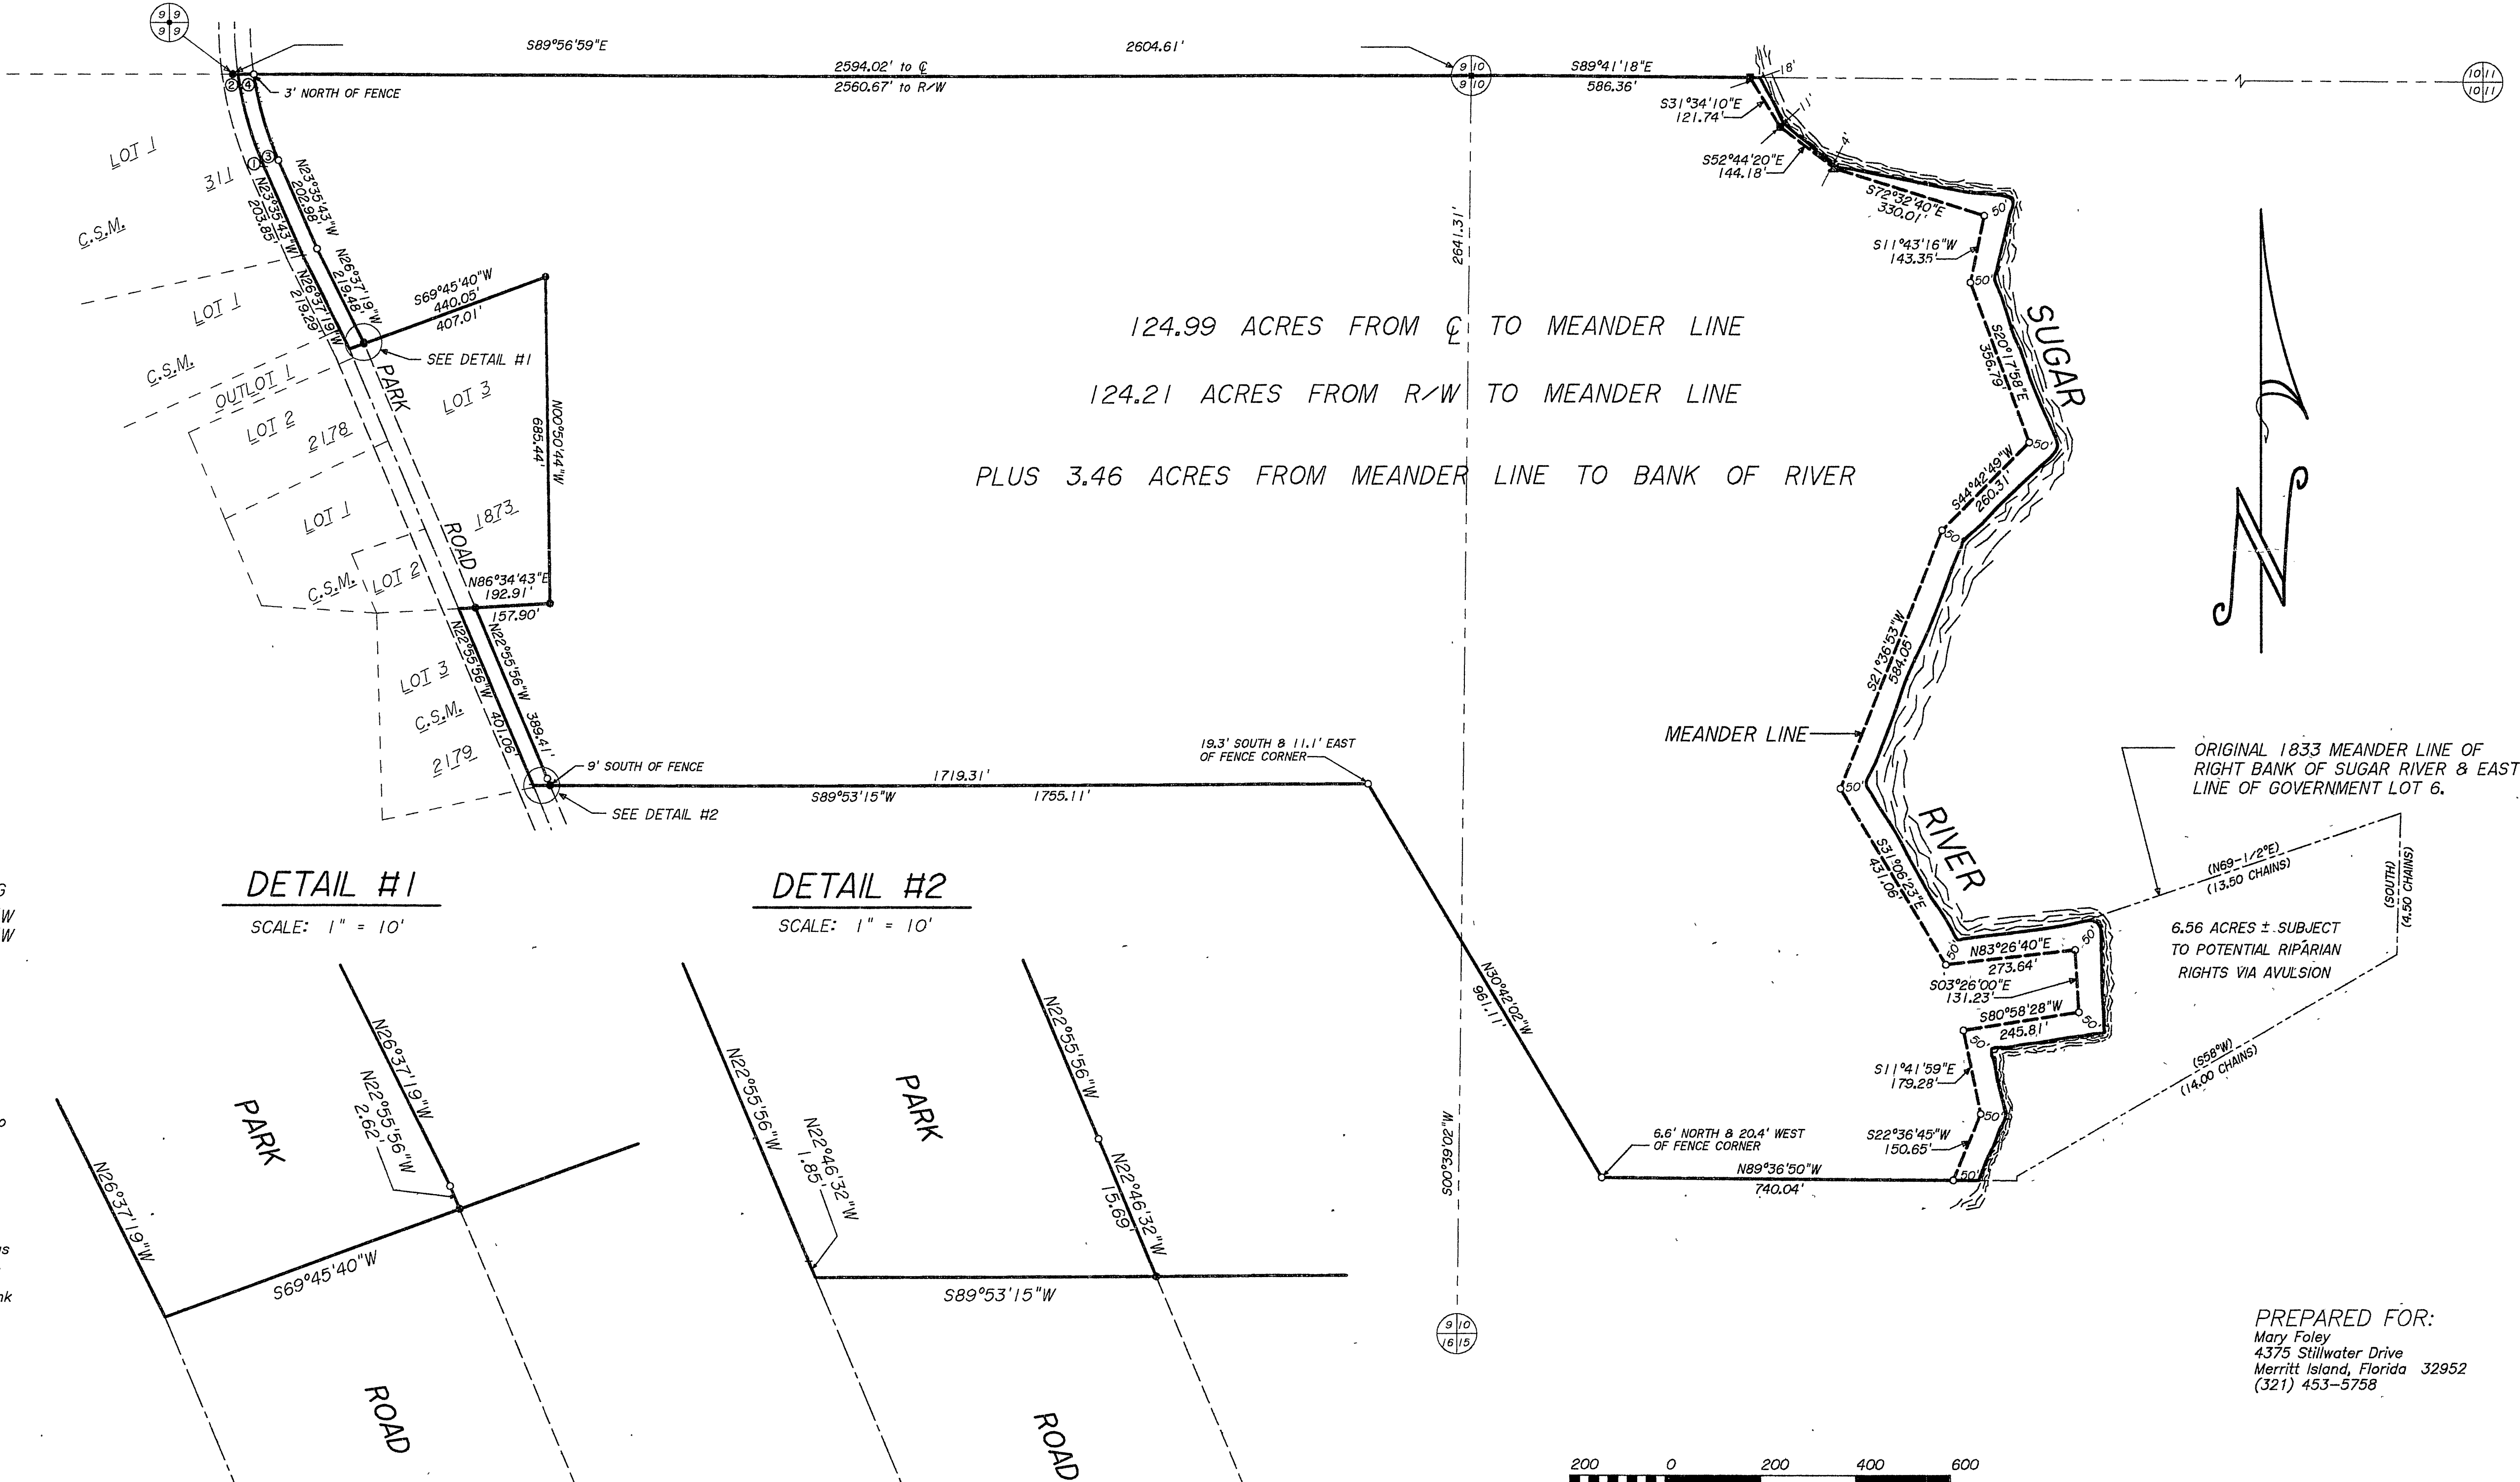 9 9
9 9
S89°56'59"E
2604.61'
2594.02' to ℄
2560.67' to R/W
9 10
9 10
S89°41'18"E
586.36'
10 11
10 11
18'
11'
4'
② ④
3' NORTH OF FENCE
S31°34'10"E
121.74'
S52°44'20"E
144.18'
S72°32'40"E
330.01'
50'
S11°43'16"W
143.35'
50'
LOT 1
311
C.S.M.
① ③
N23°35'43"W
202.98'
N23°35'43"W
203.85'
N26°37'19"W
219.48'
N26°37'19"W
219.29'
S69°45'40"W
440.05'
407.01'
SEE DETAIL #1
LOT 1
C.S.M.
OUTLOT 1
LOT 2
2178
LOT 1
C.S.M.
LOT 2
PARK
ROAD
LOT 3
1873
N00°50'44"W
685.44'
N86°34'43"E
192.91'
157.90'
N22°55'56"W
389.41'
N22°55'56"W
401.06'
LOT 3
C.S.M.
2179
9' SOUTH OF FENCE
SEE DETAIL #2
2641.31'
124.99 ACRES FROM ℄ TO MEANDER LINE
124.21 ACRES FROM R/W TO MEANDER LINE
PLUS 3.46 ACRES FROM MEANDER LINE TO BANK OF RIVER
S20°17'58"E
356.79'
SUGAR
50'
S44°42'49"W
260.31'
50'
S21°36'53"W
584.05'
MEANDER LINE
50'
RIVER
S31°06'23"E
431.06'
50'
N
19.3' SOUTH & 11.1' EAST
OF FENCE CORNER
1719.31'
S89°53'15"W
1755.11'
ORIGINAL 1833 MEANDER LINE OF
RIGHT BANK OF SUGAR RIVER & EAST
LINE OF GOVERNMENT LOT 6.
(N69-1/2°E)
(13.50 CHAINS)
(SOUTH)
(4.50 CHAINS)
6.56 ACRES ± SUBJECT
TO POTENTIAL RIPARIAN
RIGHTS VIA AVULSION
(S58°W)
(14.00 CHAINS)
N83°26'40"E
273.64'
50'
S03°26'00"E
131.23'
S80°58'28"W
245.81'
50'
50'
S11°41'59"E
179.28'
50'
S22°36'45"W
150.65'
50'
N30°42'02"W
961.11'
S00°39'02"W
6.6' NORTH & 20.4' WEST
OF FENCE CORNER
N89°36'50"W
740.04'
9 10
16 15
DETAIL #1
SCALE: 1" = 10'
N26°37'19"W
N22°55'56"W
2.62'
PARK
N26°37'19"W
S69°45'40"W
ROAD
DETAIL #2
SCALE: 1" = 10'
N22°55'56"W
N22°55'56"W
PARK
N22°46'32"W
1.85'
N22°46'32"W
15.69'
S89°53'15"W
ROAD
G
W
W
nk
PREPARED FOR:
Mary Foley
4375 Stillwater Drive
Merritt Island, Florida 32952
(321) 453-5758
200 0 200 400 600